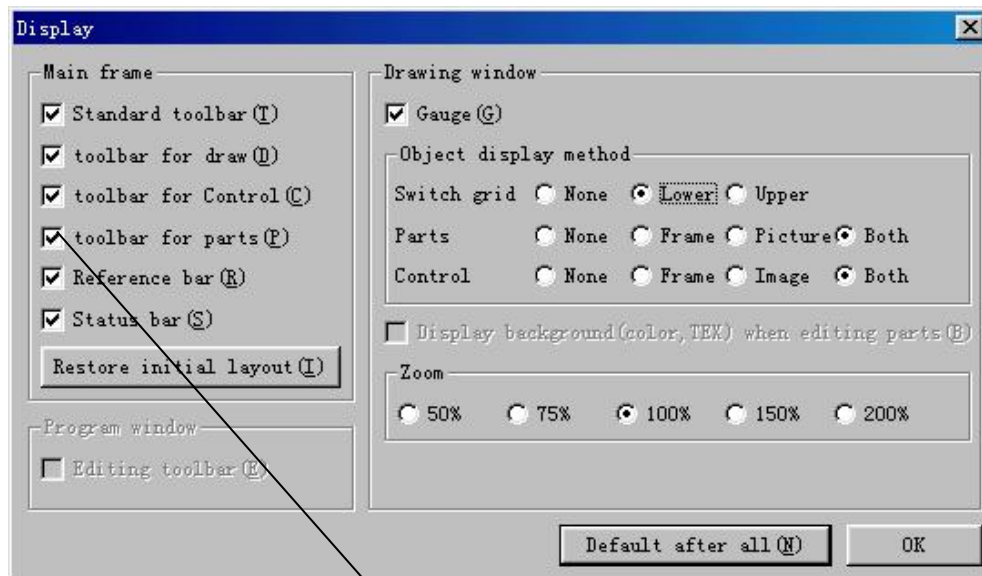 Display
Main frame
Standard toolbar(T)
toolbar for draw(D)
toolbar for Control(C)
toolbar for parts(P)
Reference bar(R)
Status bar(S)
Restore initial layout(I)
Program window
Editing toolbar(E)
Drawing window
Gauge(G)
Object display method
Switch grid None Lower Upper
Parts None Frame Picture Both
Control None Frame Image Both
Display background(color,TEX) when editing parts(B)
Zoom
50% 75% 100% 150% 200%
Default after all(N) OK